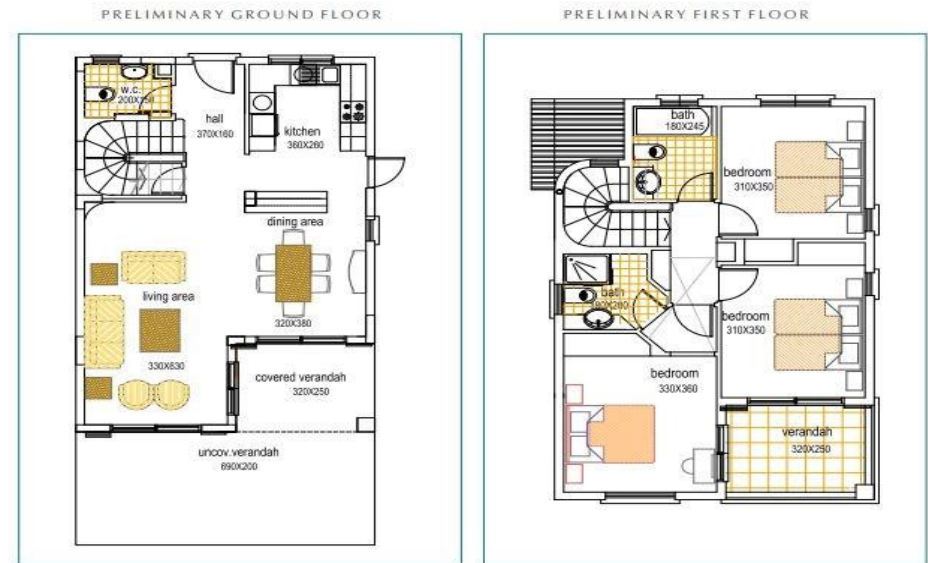 PRELIMINARY GROUND FLOOR
w.c.
hall
370X160
kitchen
360X260
dining area
320X380
living area
330X630
covered verandah
320X250
uncov.verandah
690X200
PRELIMINARY FIRST FLOOR
bath
180X245
bedroom
310X350
bath
bedroom
310X350
bedroom
330X360
verandah
320X250